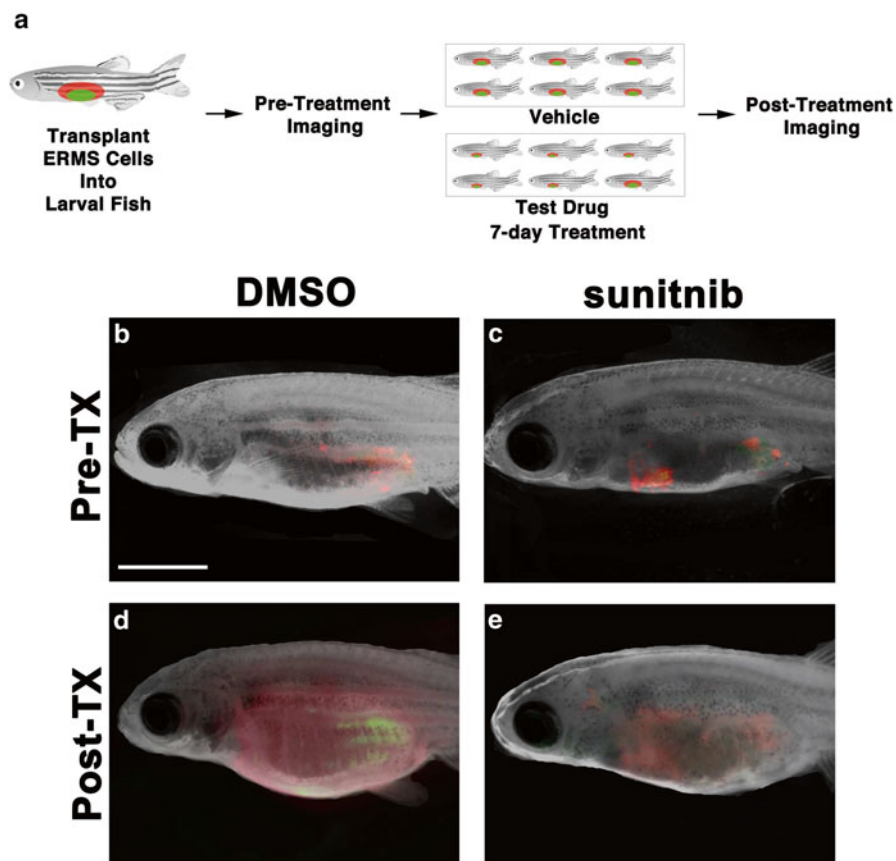 a
Transplant
ERMS Cells
Into
Larval Fish
Pre-Treatment
Imaging
Vehicle
Test Drug
7-day Treatment
Post-Treatment
Imaging
DMSO
sunitnib
Pre-TX
b
c
Post-TX
d
e